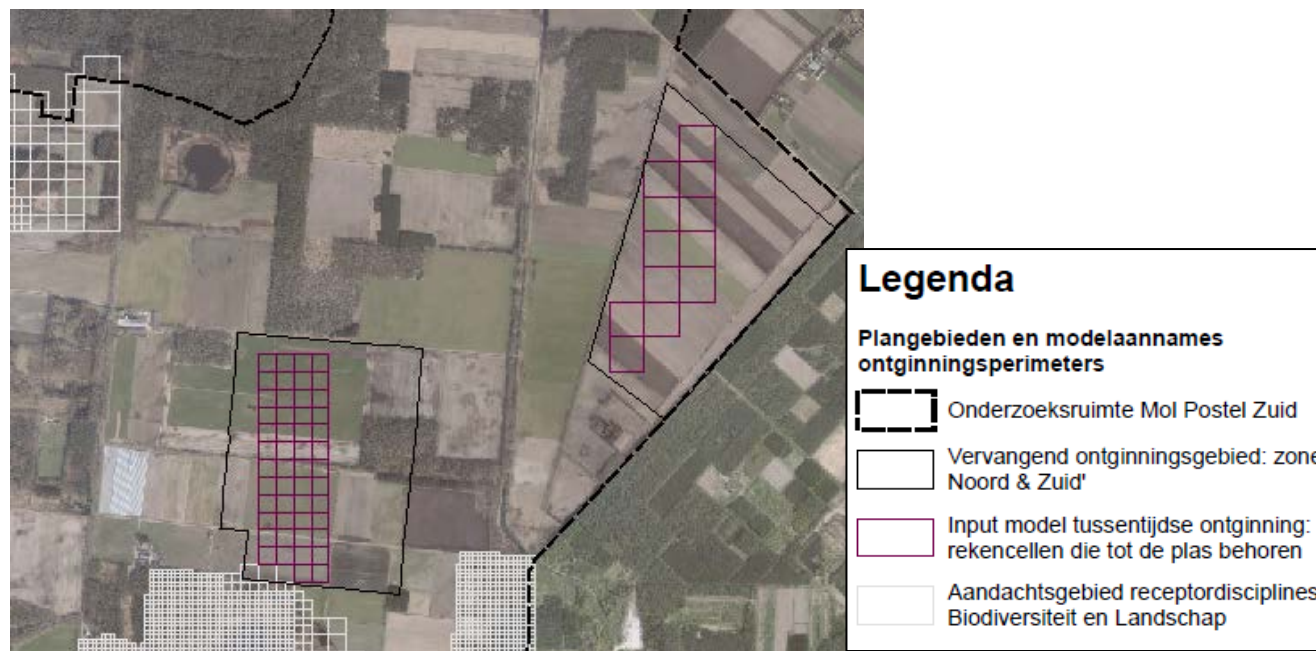 Legenda
Plangebieden en modelaannames
ontginningsperimeters
Onderzoeksruimte Mol Postel Zuid
Vervangend ontginningsgebied: zone
Noord & Zuid'
Input model tussentijdse ontginning:
rekencellen die tot de plas behoren
Aandachtsgebied receptordisciplines
Biodiversiteit en Landschap